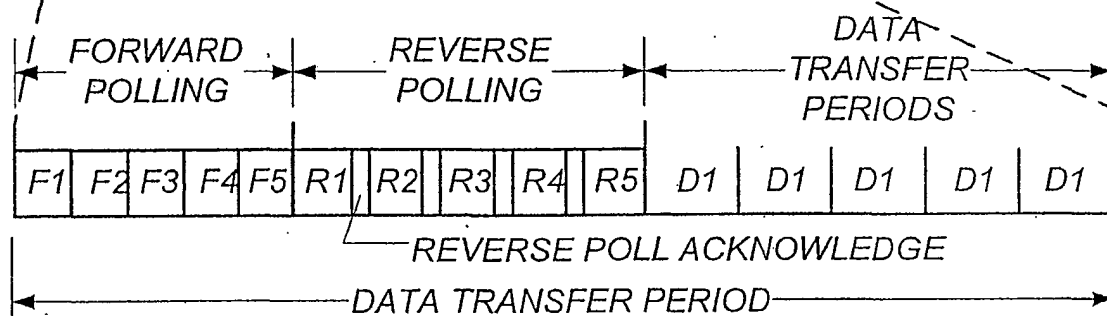 FORWARD POLLING
REVERSE POLLING
DATA TRANSFER PERIODS
F1 F2 F3 F4 F5 R1 R2 R3 R4 R5 D1 D1 D1 D1 D1
REVERSE POLL ACKNOWLEDGE
DATA TRANSFER PERIOD